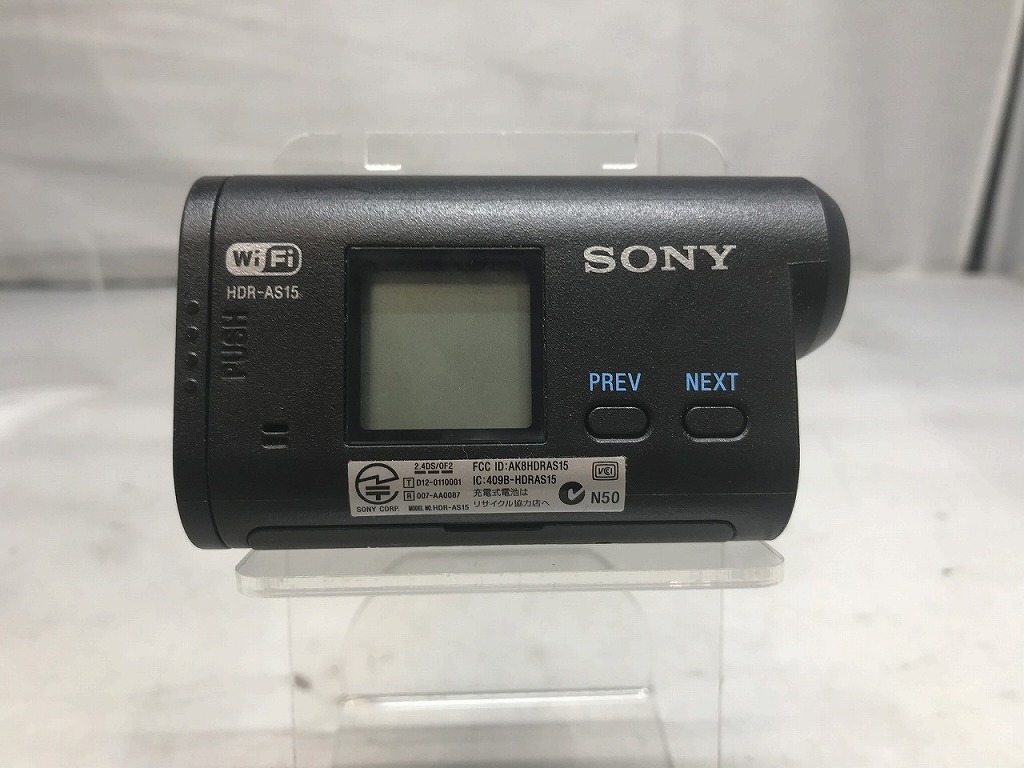 WiFi
HDR-AS15
PUSH
SONY
PREV NEXT
2.4DS/OF2
T D12-0110001
R 007-AA0087
SONY CORP. MODEL NO. HDR-AS15
FCC ID:AK8HDRAS15
IC:409B-HDRAS15
充電式電池は
リサイクル協力店へ
VCI
N50